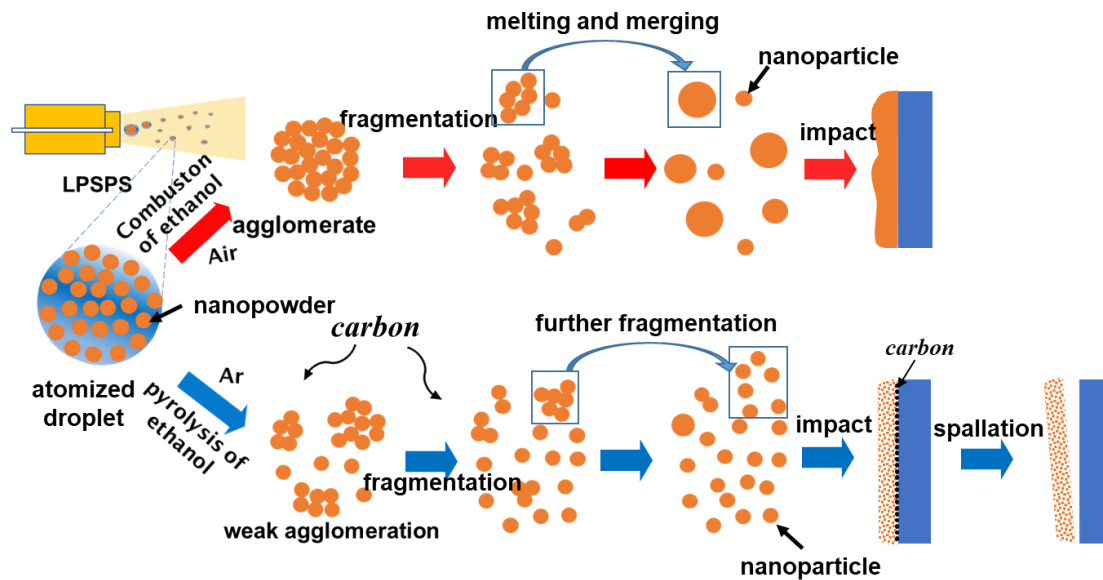 melting and merging
nanoparticle
fragmentation
impact
LPSPS
Combuston
of ethanol
Air
agglomerate
nanopowder
atomized
droplet
carbon
further fragmentation
carbon
Ar
pyrolysis of
ethanol
impact
spallation
fragmentation
weak agglomeration
nanoparticle